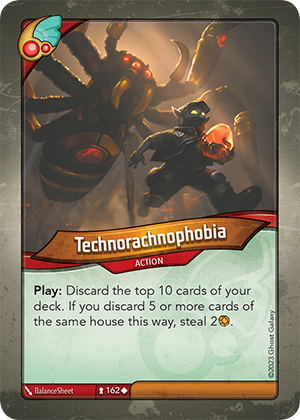 Technorachnophobia
ACTION
Play: Discard the top 10 cards of your
deck. If you discard 5 or more cards of
the same house this way, steal 2.
©2023 Ghost Galaxy
BalanceSheet
162